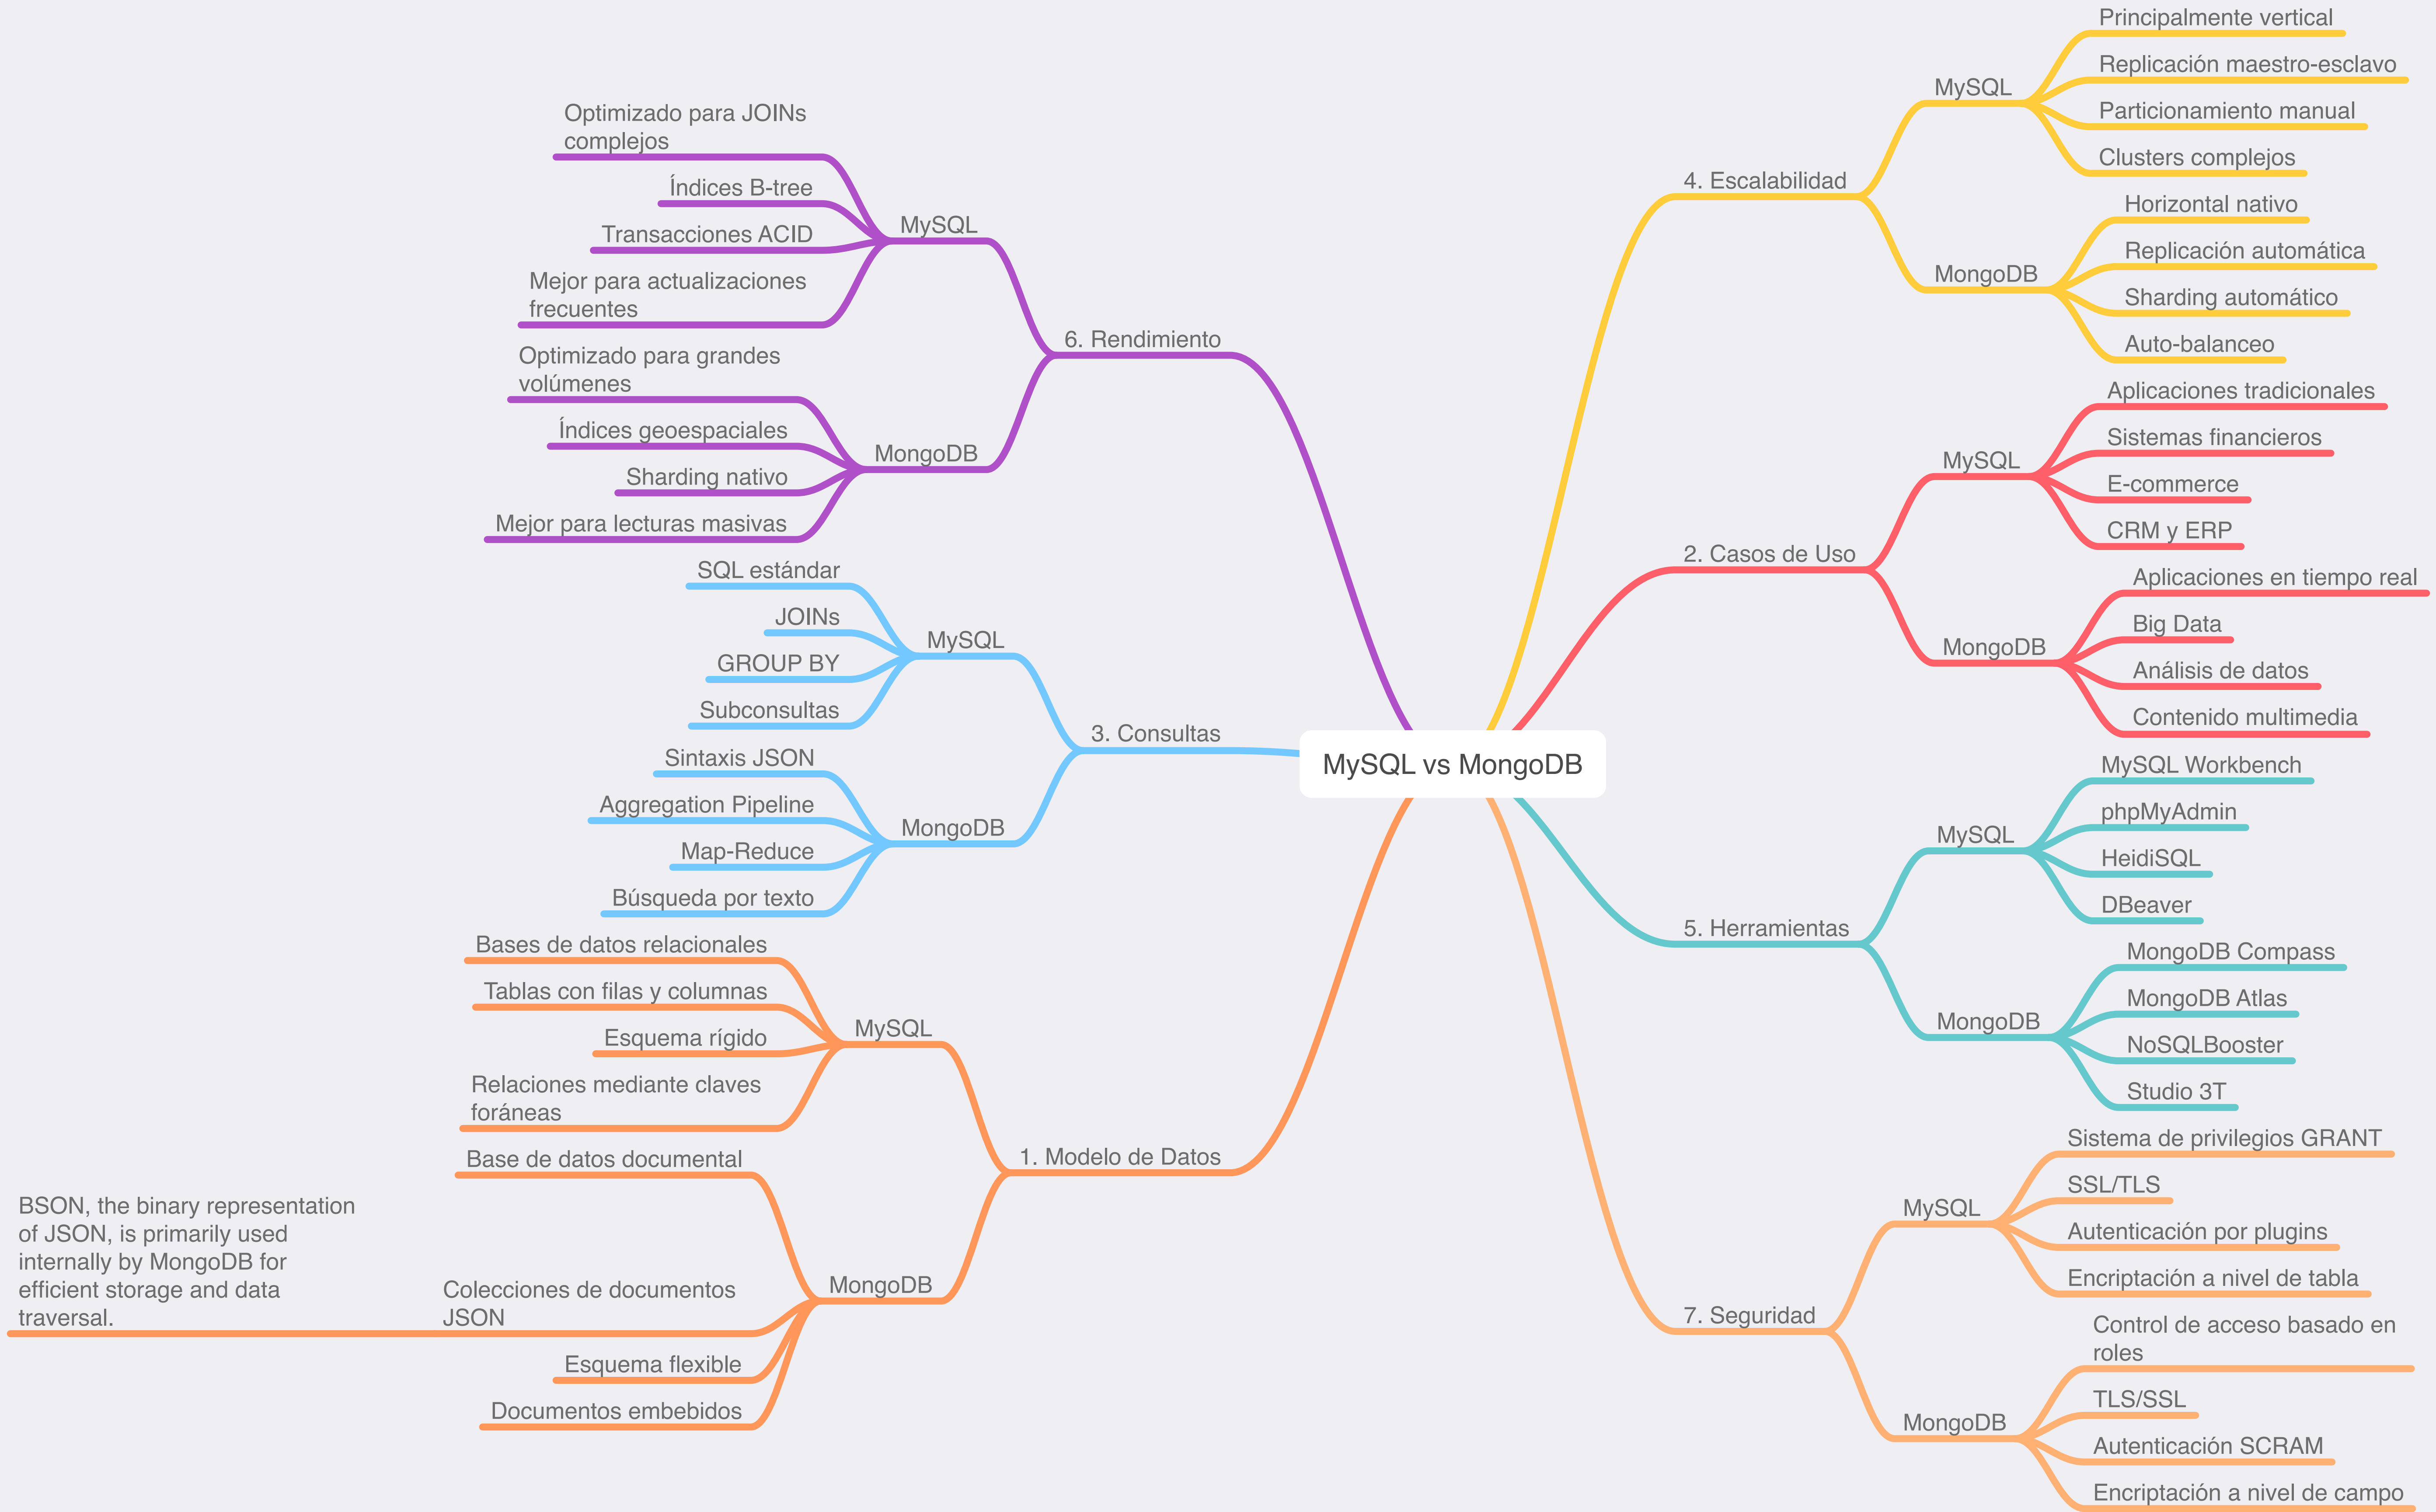 MySQL vs MongoDB
6. Rendimiento
MySQL
Optimizado para JOINs
complejos
Índices B-tree
Transacciones ACID
Mejor para actualizaciones
frecuentes
MongoDB
Optimizado para grandes
volúmenes
Índices geoespaciales
Sharding nativo
Mejor para lecturas masivas
3. Consultas
MySQL
SQL estándar
JOINs
GROUP BY
Subconsultas
MongoDB
Sintaxis JSON
Aggregation Pipeline
Map-Reduce
Búsqueda por texto
1. Modelo de Datos
MySQL
Bases de datos relacionales
Tablas con filas y columnas
Esquema rígido
Relaciones mediante claves
foráneas
MongoDB
Base de datos documental
Colecciones de documentos
JSON
BSON, the binary representation
of JSON, is primarily used
internally by MongoDB for
efficient storage and data
traversal.
Esquema flexible
Documentos embebidos
4. Escalabilidad
MySQL
Principalmente vertical
Replicación maestro-esclavo
Particionamiento manual
Clusters complejos
MongoDB
Horizontal nativo
Replicación automática
Sharding automático
Auto-balanceo
2. Casos de Uso
MySQL
Aplicaciones tradicionales
Sistemas financieros
E-commerce
CRM y ERP
MongoDB
Aplicaciones en tiempo real
Big Data
Análisis de datos
Contenido multimedia
5. Herramientas
MySQL
MySQL Workbench
phpMyAdmin
HeidiSQL
DBeaver
MongoDB
MongoDB Compass
MongoDB Atlas
NoSQLBooster
Studio 3T
7. Seguridad
MySQL
Sistema de privilegios GRANT
SSL/TLS
Autenticación por plugins
Encriptación a nivel de tabla
MongoDB
Control de acceso basado en
roles
TLS/SSL
Autenticación SCRAM
Encriptación a nivel de campo